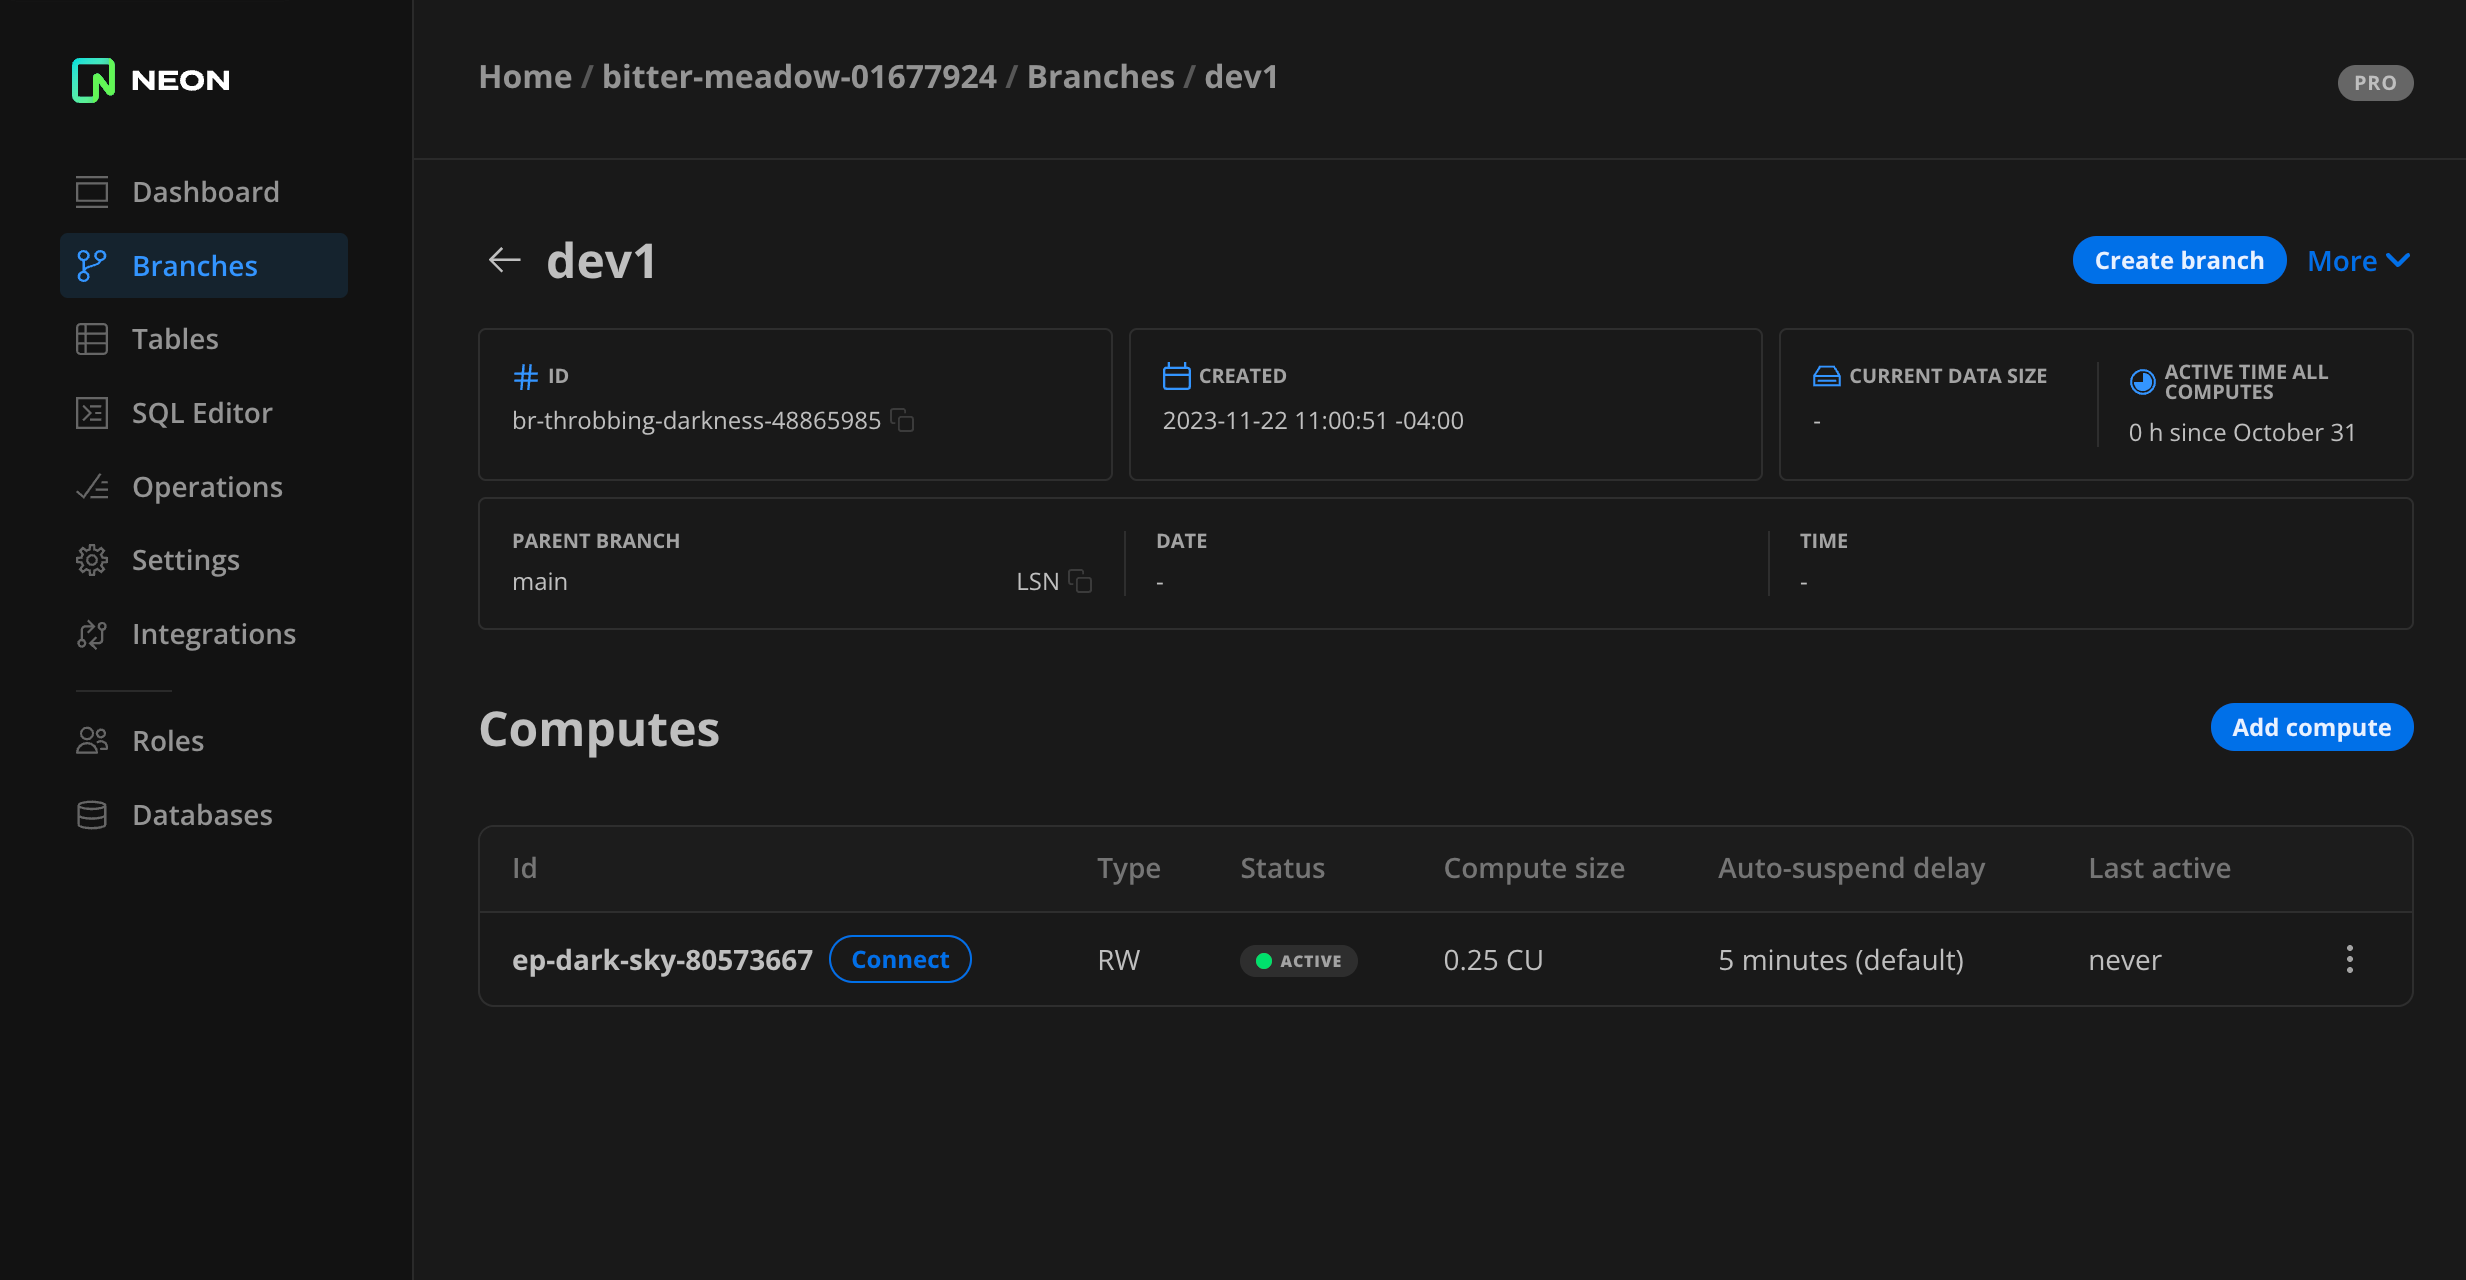 NEON
Home / bitter-meadow-01677924 / Branches / dev1
PRO
Dashboard
Branches
Tables
SQL Editor
Operations
Settings
Integrations
Roles
Databases
dev1
Create branch
More
ID
br-throbbing-darkness-48865985
CREATED
2023-11-22 11:00:51 -04:00
CURRENT DATA SIZE
-
ACTIVE TIME ALL
COMPUTES
0 h since October 31
PARENT BRANCH
main LSN
DATE
-
TIME
-
Computes
Add compute
Id Type Status Compute size Auto-suspend delay Last active
ep-dark-sky-80573667 Connect RW ACTIVE 0.25 CU 5 minutes (default) never